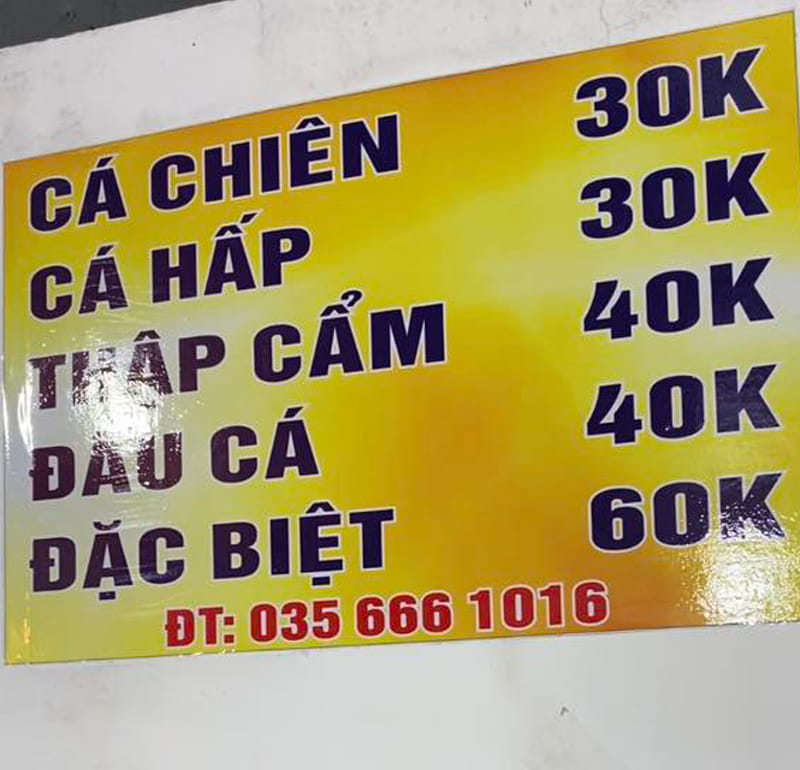 CÁ CHIÊN 30K
CÁ HẤP 30K
THẬP CẨM 40K
ĐẦU CÁ 40K
ĐẶC BIỆT 60K
ĐT: 035 666 1016